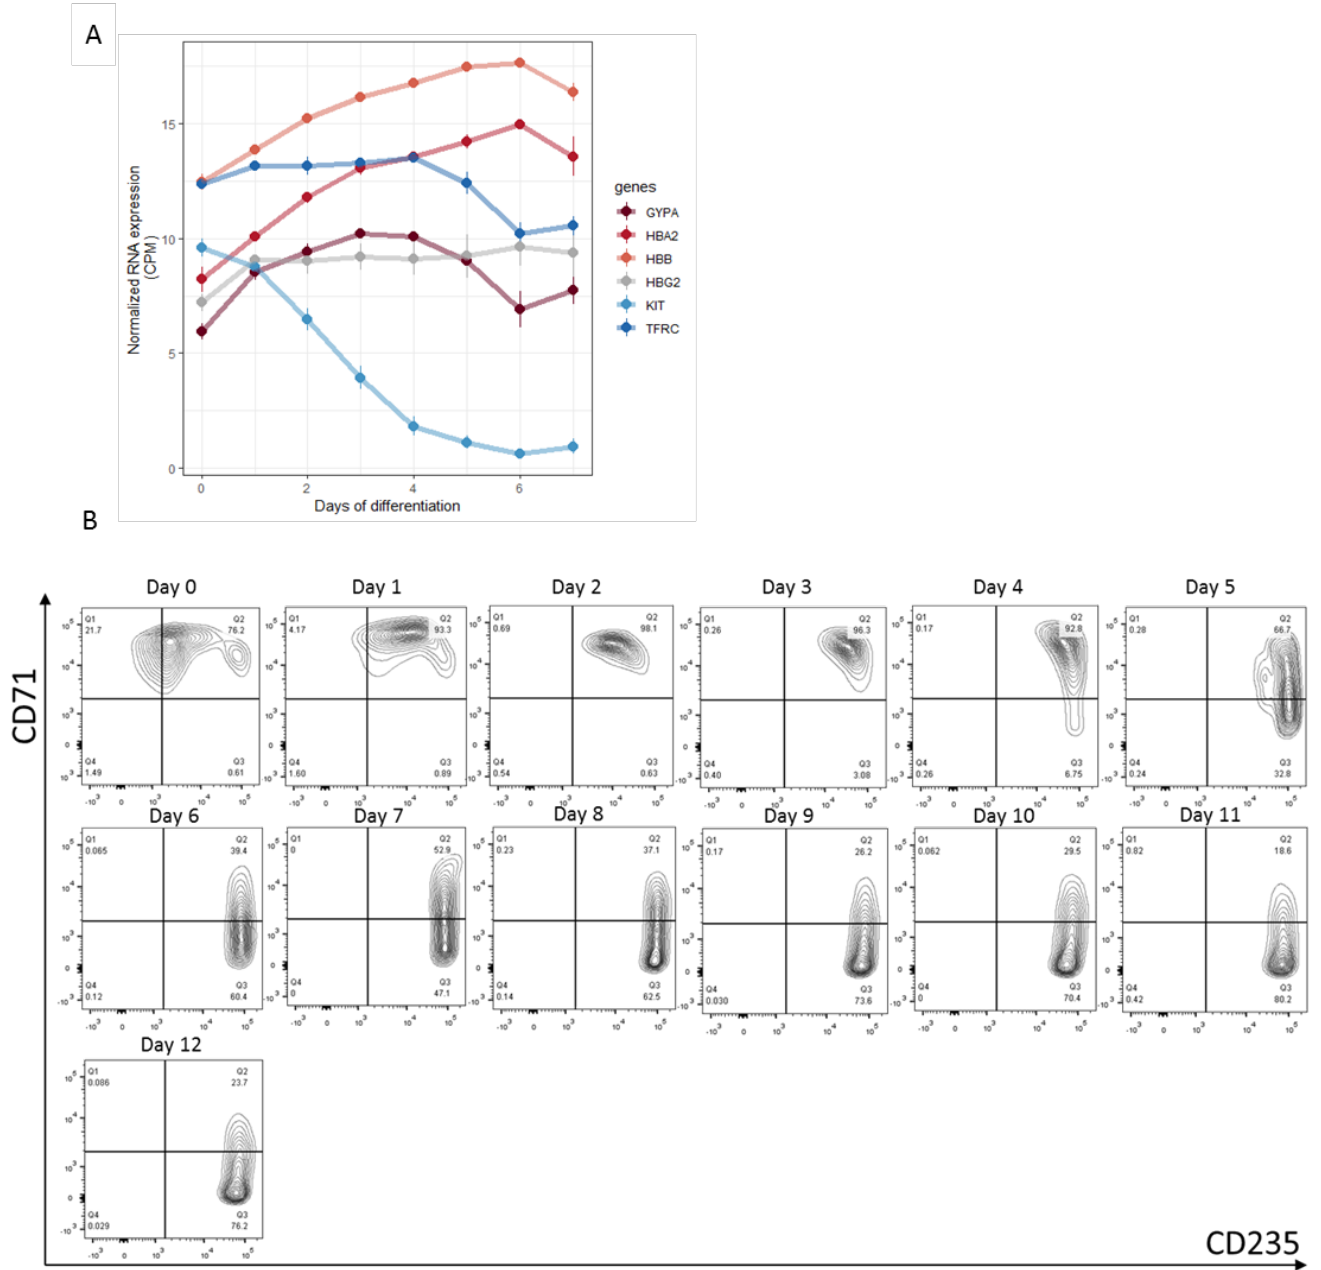 A
Normalized RNA expression
(CPM)
15
10
5
0
0 2 4 6
Days of differentiation
genes
GYPA
HBA2
HBB
HBG2
KIT
TFRC
B
CD71
Day 0 Day 1 Day 2 Day 3 Day 4 Day 5
Q1 21.7 Q2 76.2 Q4 1.49 Q3 0.61
Q1 4.17 Q2 93.3 Q4 1.60 Q3 0.89
Q1 0.69 Q2 98.1 Q4 0.54 Q3 0.63
Q1 0.26 Q2 96.3 Q4 0.40 Q3 3.08
Q1 0.17 Q2 92.8 Q4 0.26 Q3 6.75
Q1 0.28 Q2 66.7 Q4 0.24 Q3 32.8
Day 6 Day 7 Day 8 Day 9 Day 10 Day 11
Q1 0.065 Q2 39.4 Q4 0.12 Q3 60.4
Q1 0 Q2 52.9 Q4 0 Q3 47.1
Q1 0.23 Q2 37.1 Q4 0.14 Q3 62.5
Q1 0.17 Q2 26.2 Q4 0.030 Q3 73.6
Q1 0.062 Q2 29.5 Q4 0 Q3 70.4
Q1 0.82 Q2 18.6 Q4 0.42 Q3 80.2
Day 12
Q1 0.086 Q2 23.7 Q4 0.029 Q3 76.2
CD235